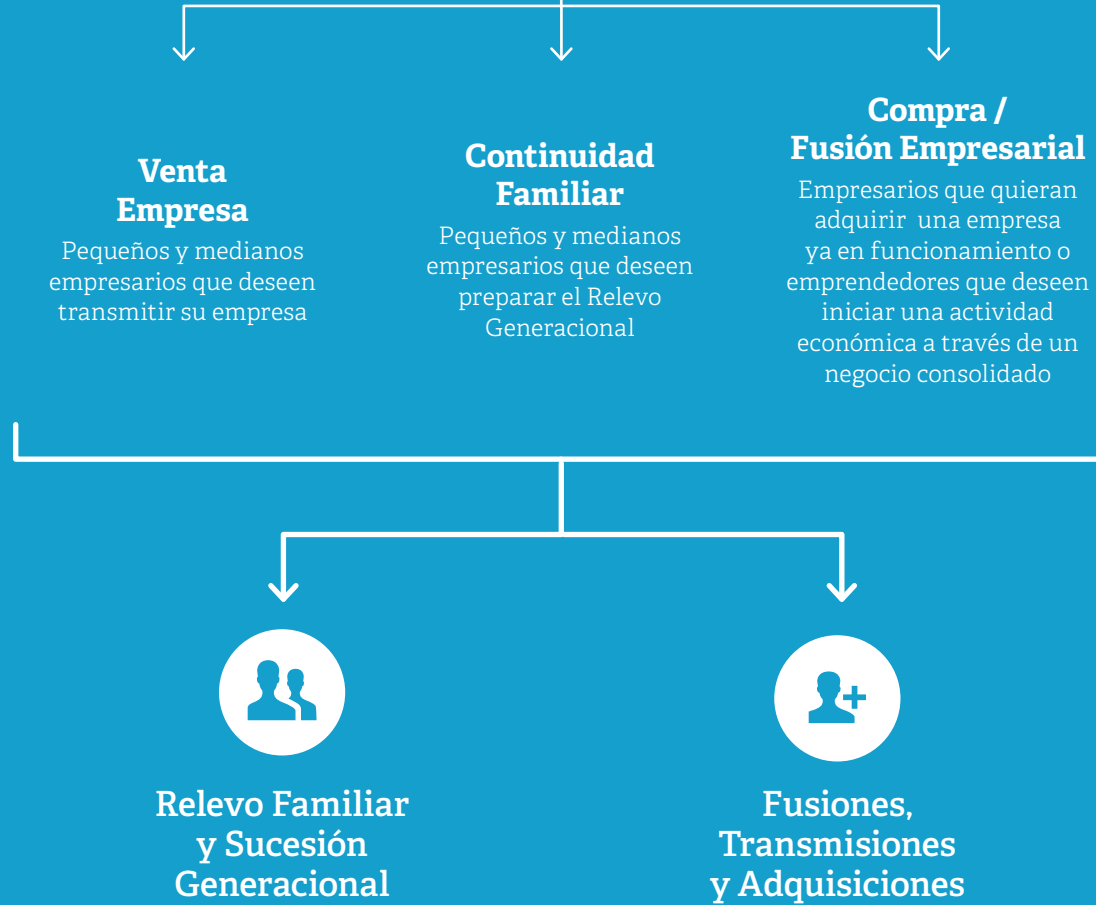 Venta
Empresa
Pequeños y medianos
empresarios que deseen
transmitir su empresa
Continuidad
Familiar
Pequeños y medianos
empresarios que deseen
preparar el Relevo
Generacional
Compra /
Fusión Empresarial
Empresarios que quieran
adquirir una empresa
ya en funcionamiento o
emprendedores que deseen
iniciar una actividad
económica a través de un
negocio consolidado
Relevo Familiar
y Sucesión
Generacional
Fusiones,
Transmisiones
y Adquisiciones